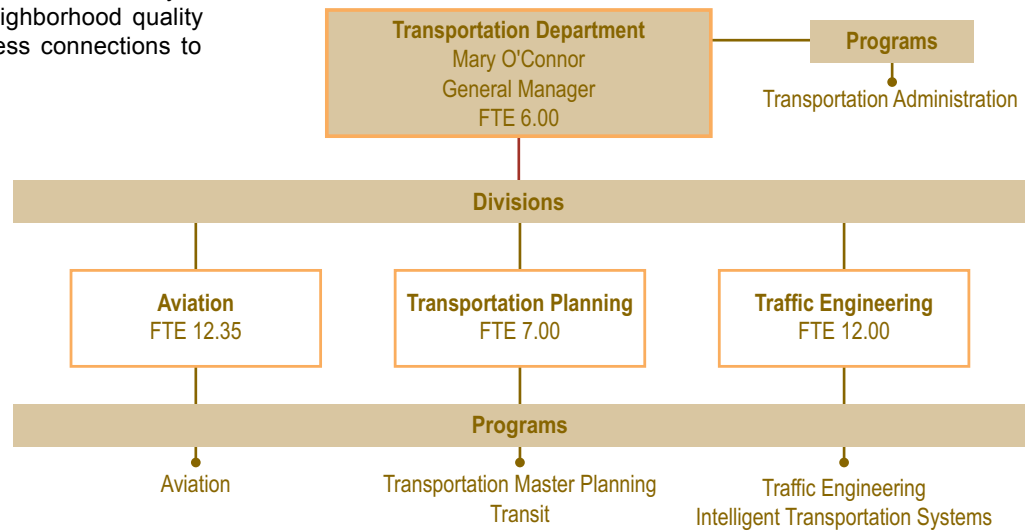 ighborhood quality
ess connections to
Transportation Department
Mary O'Connor
General Manager
FTE 6.00
Programs
Transportation Administration
Divisions
Aviation
FTE 12.35
Transportation Planning
FTE 7.00
Traffic Engineering
FTE 12.00
Programs
Aviation
Transportation Master Planning
Transit
Traffic Engineering
Intelligent Transportation Systems